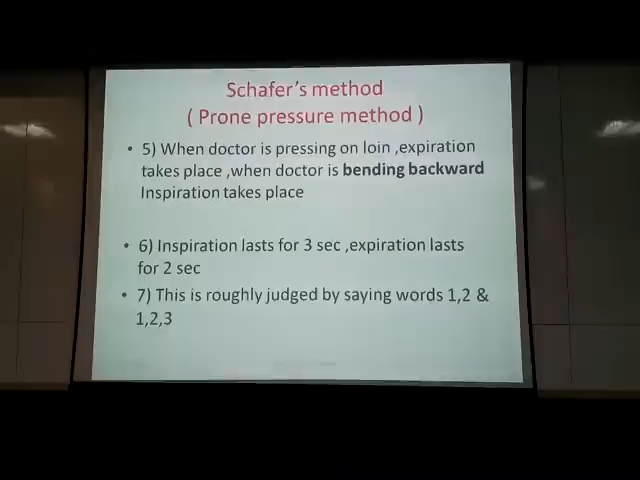 Schafer's method
( Prone pressure method )
• 5) When doctor is pressing on loin ,expiration
takes place ,when doctor is bending backward
Inspiration takes place
• 6) Inspiration lasts for 3 sec ,expiration lasts
for 2 sec
• 7) This is roughly judged by saying words 1,2 &
1,2,3